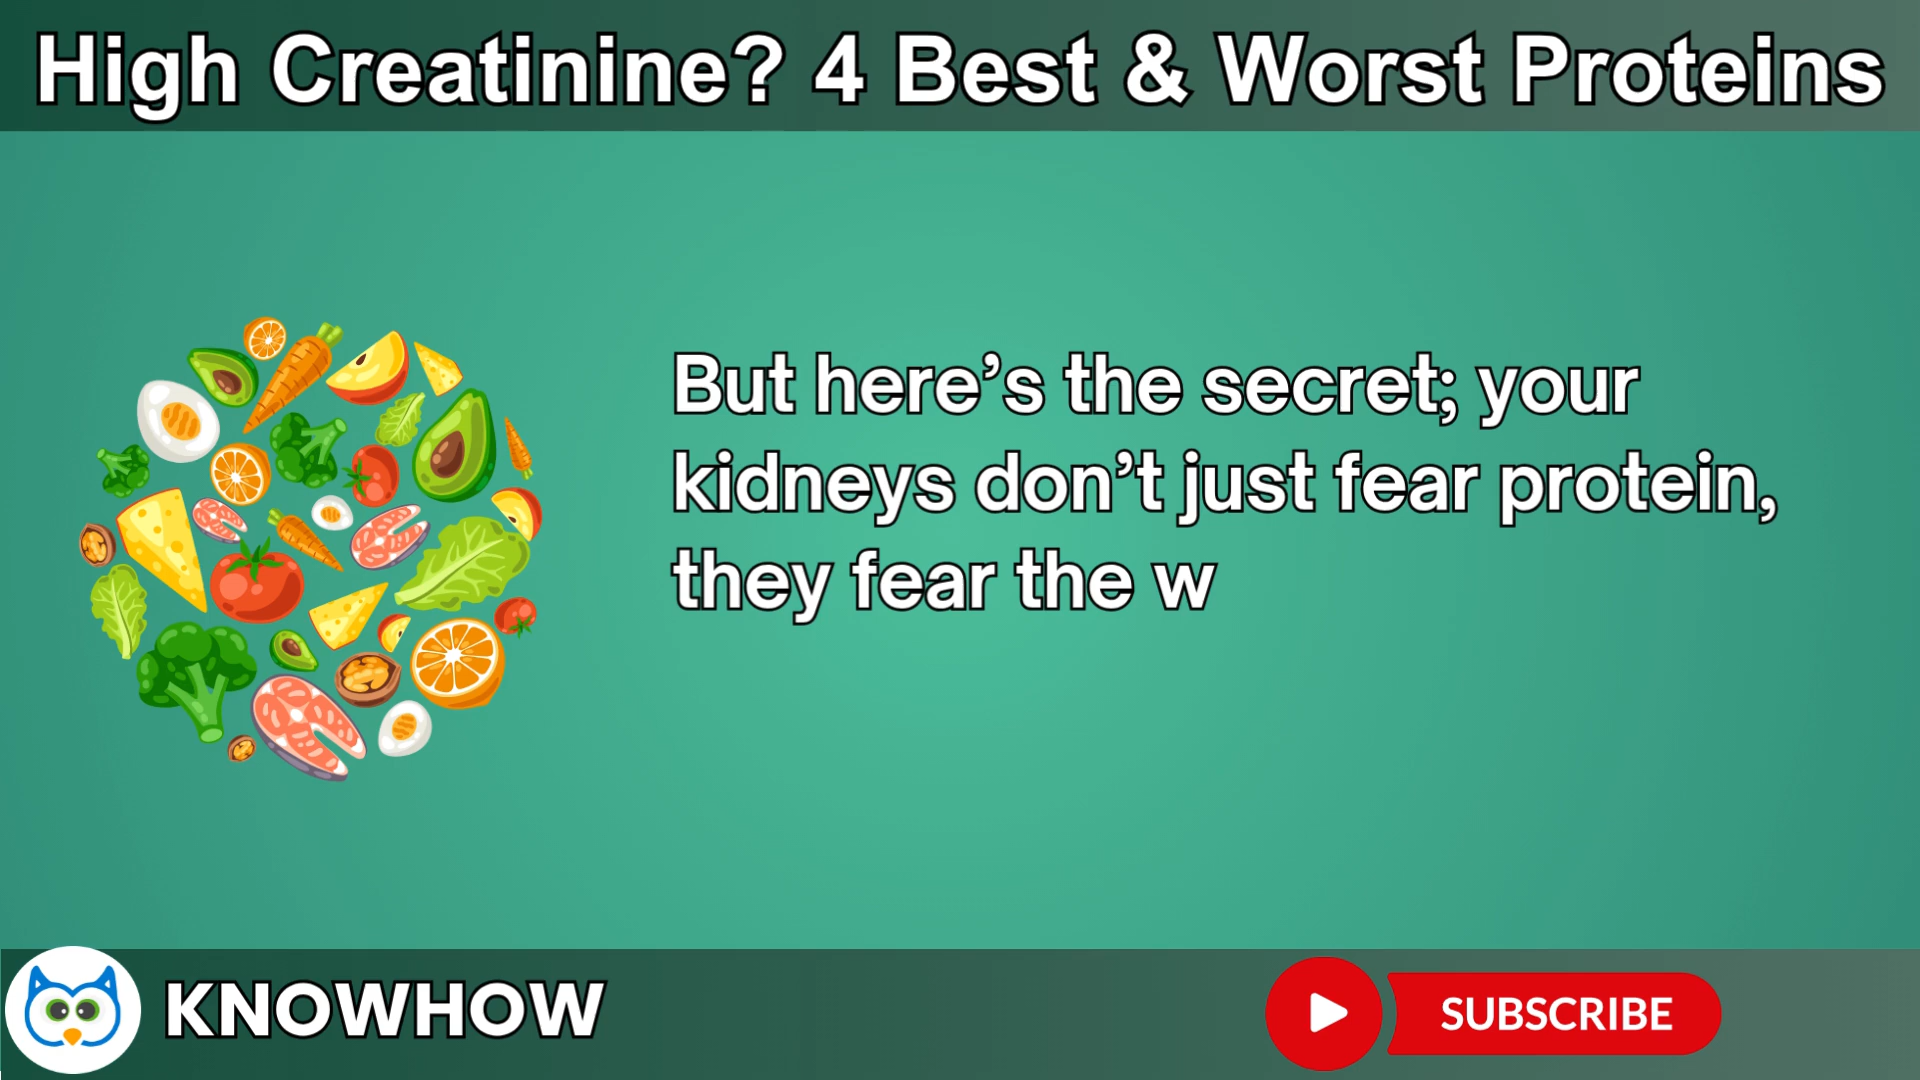 High Creatinine? 4 Best & Worst Proteins
But here’s the secret; your
kidneys don’t just fear protein,
they fear the w
KNOWHOW
SUBSCRIBE